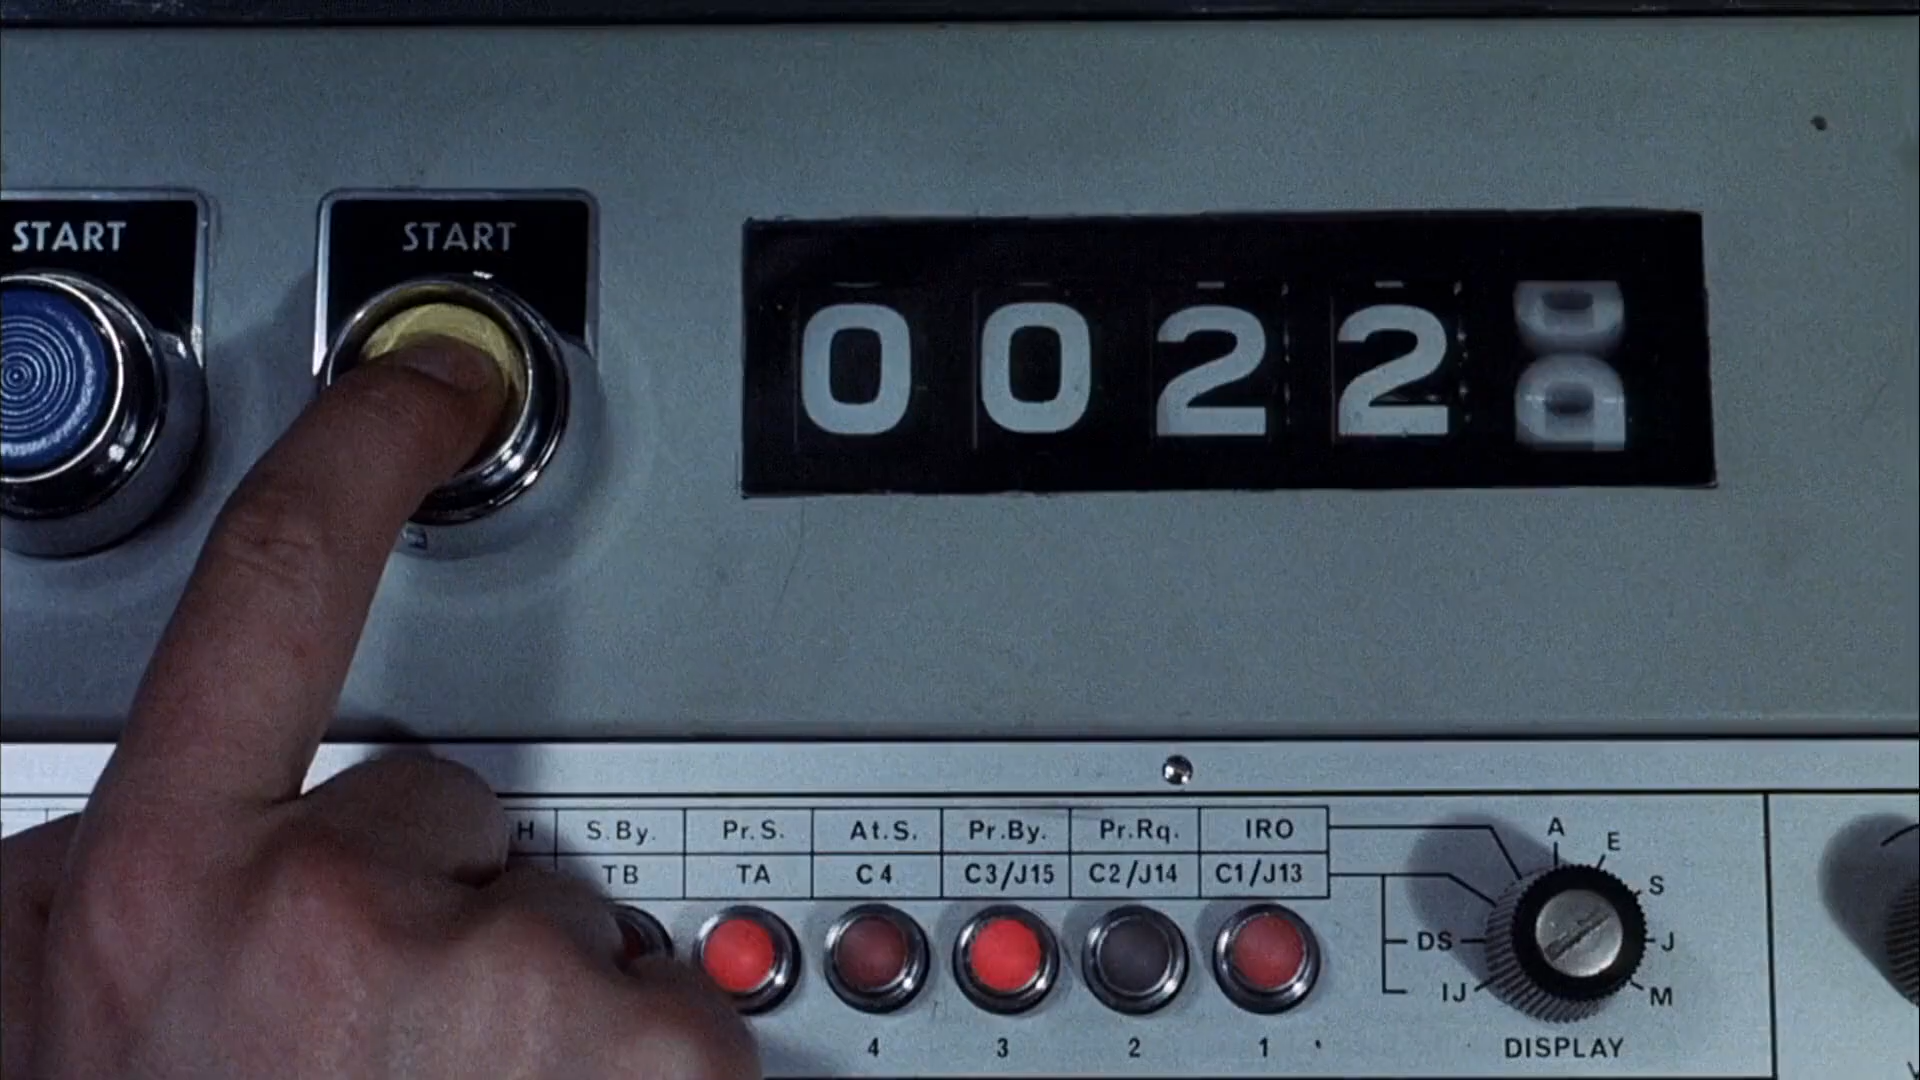 START
START
0022
H S.By. Pr.S. At.S. Pr.By. Pr.Rq. IRO
TB TA C4 C3/J15 C2/J14 C1/J13
A
E
S
DS J
IJ M
4 3 2 1 DISPLAY